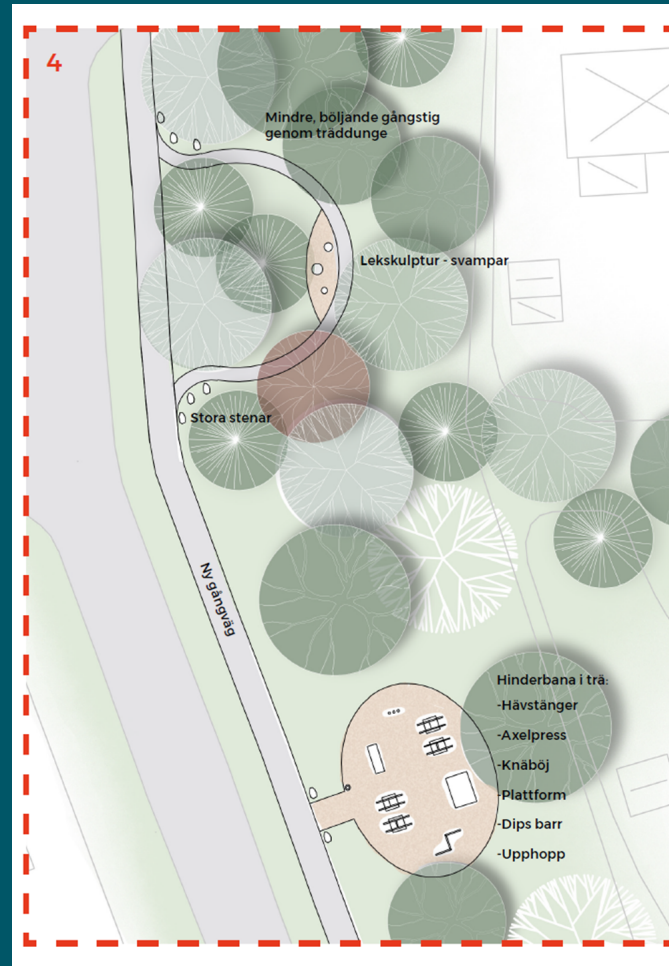 4
Mindre, böljande gångstig
genom träddunge
Lekskulptur - svampar
Stora stenar
Ny gångväg
Hinderbana i trä:
-Hävstänger
-Axelpress
-Knäböj
-Plattform
-Dips barr
-Upphopp